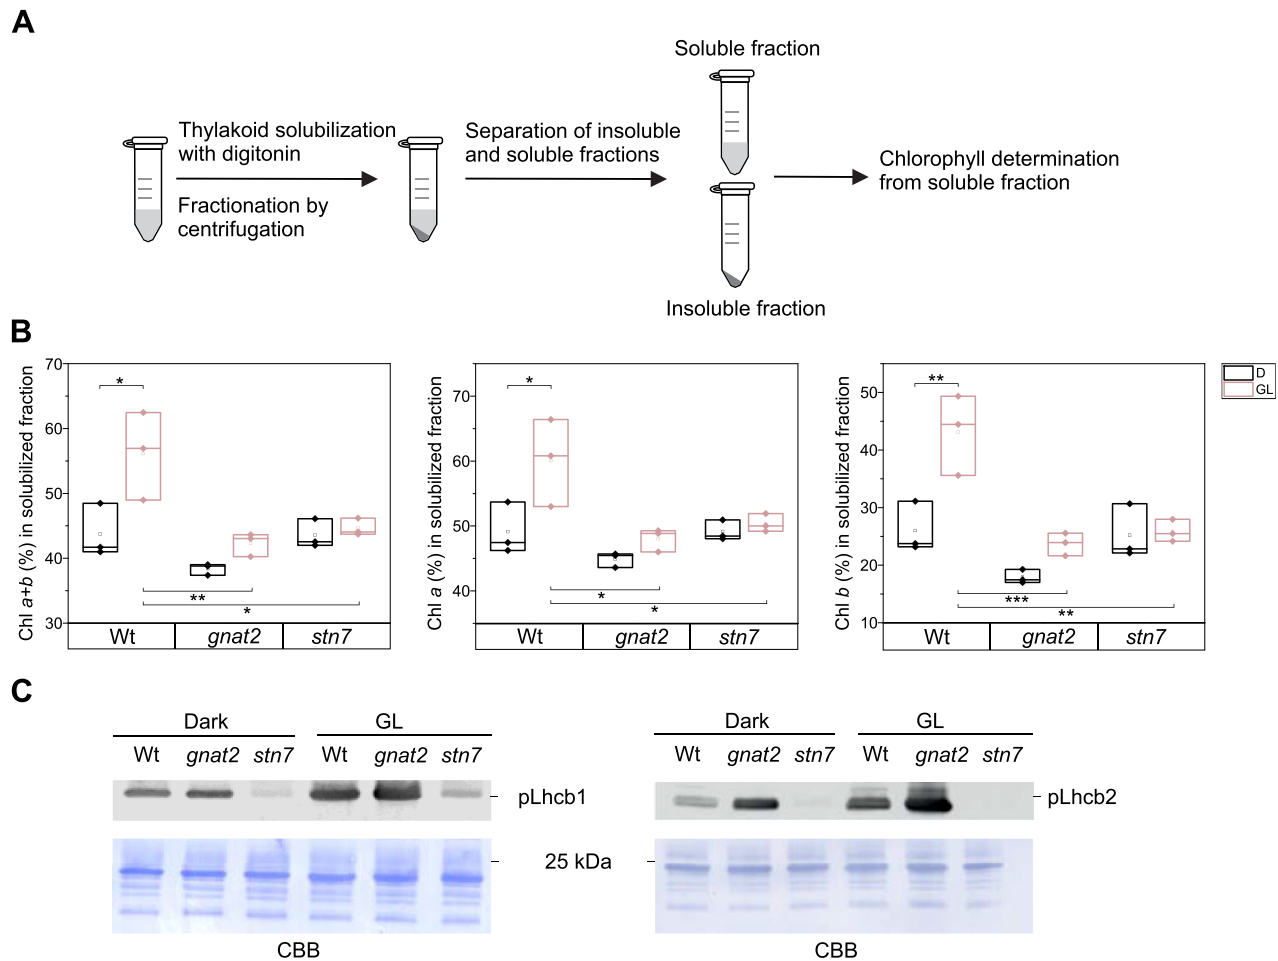 A
Soluble fraction
Thylakoid solubilization
with digitonin
Fractionation by
centrifugation
Separation of insoluble
and soluble fractions
Chlorophyll determination
from soluble fraction
Insoluble fraction
B
Chl a+b (%) in solubilized fraction
70
60
50
40
30
*
**
*
Wt gnat2 stn7
Chl a (%) in solubilized fraction
70
60
50
40
*
*
*
Wt gnat2 stn7
Chl b (%) in solubilized fraction
50
40
30
20
10
**
***
**
Wt gnat2 stn7
D
GL
C
Dark GL
Wt gnat2 stn7 Wt gnat2 stn7
pLhcb1
25 kDa
CBB
Dark GL
Wt gnat2 stn7 Wt gnat2 stn7
pLhcb2
CBB